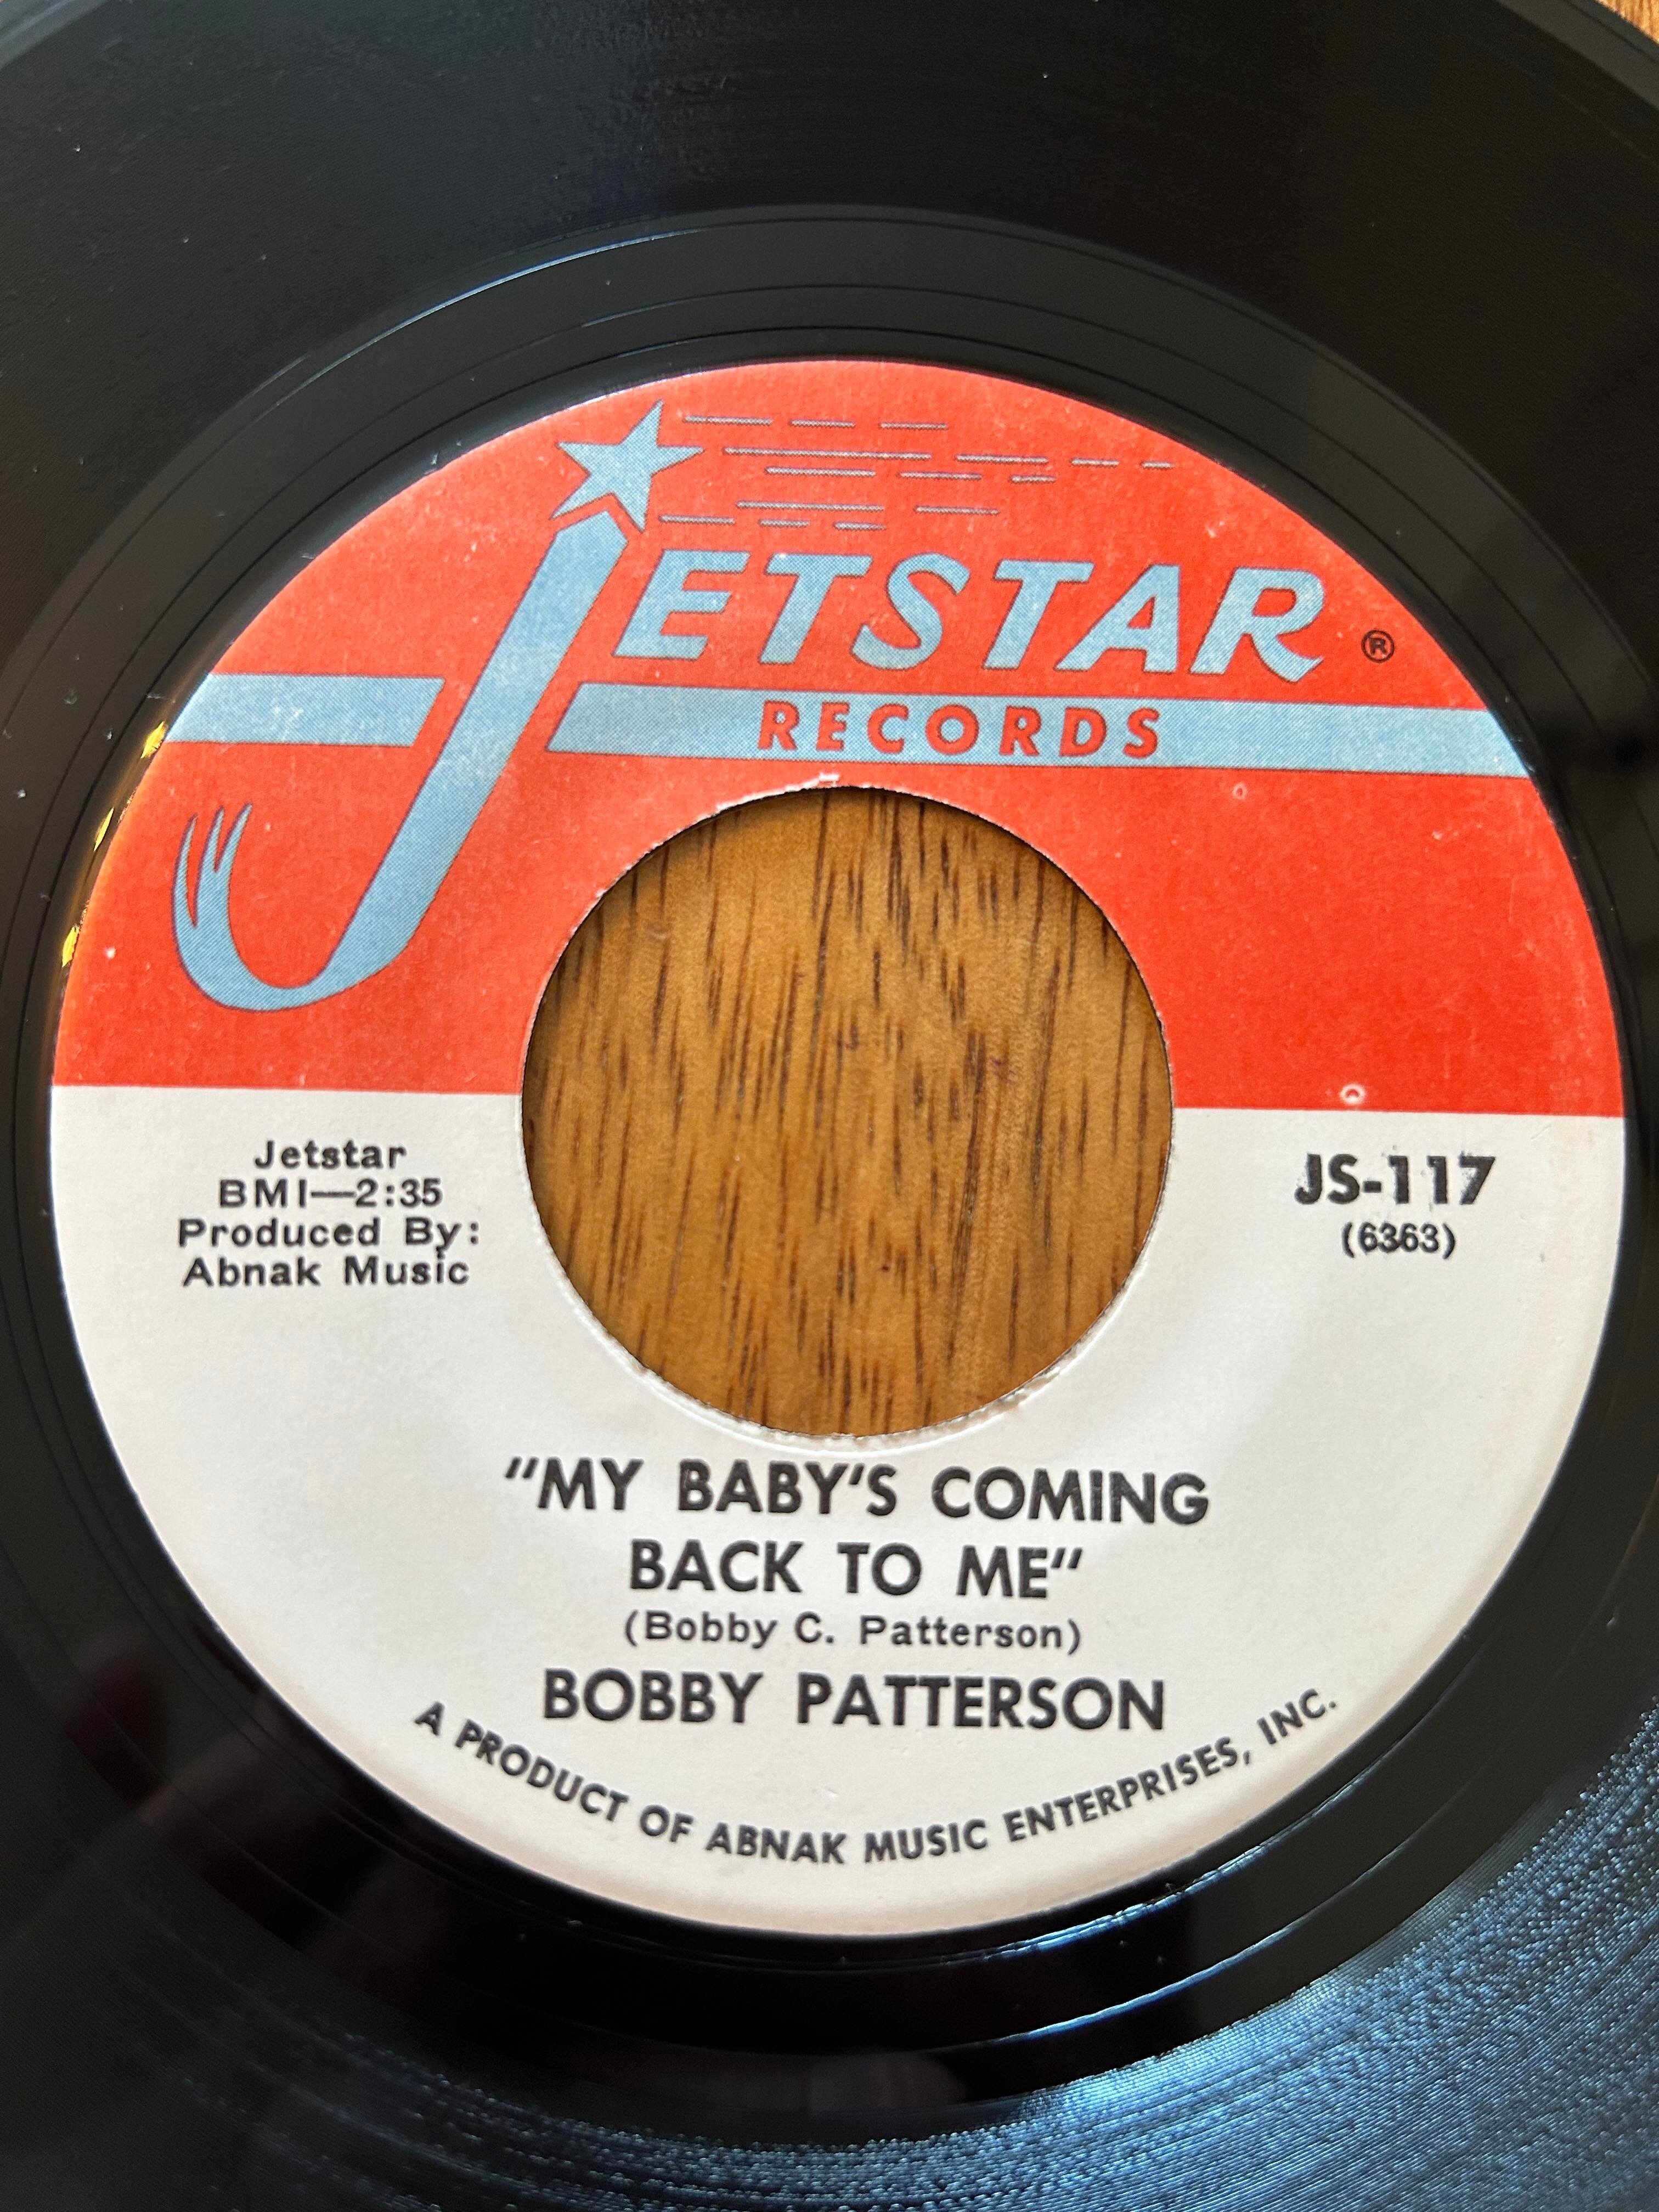 JETSTAR ®
RECORDS
Jetstar
BMI—2:35
Produced By:
Abnak Music
JS-117
(6363)
"MY BABY'S COMING
BACK TO ME"
(Bobby C. Patterson)
BOBBY PATTERSON
A PRODUCT OF ABNAK MUSIC ENTERPRISES, INC.